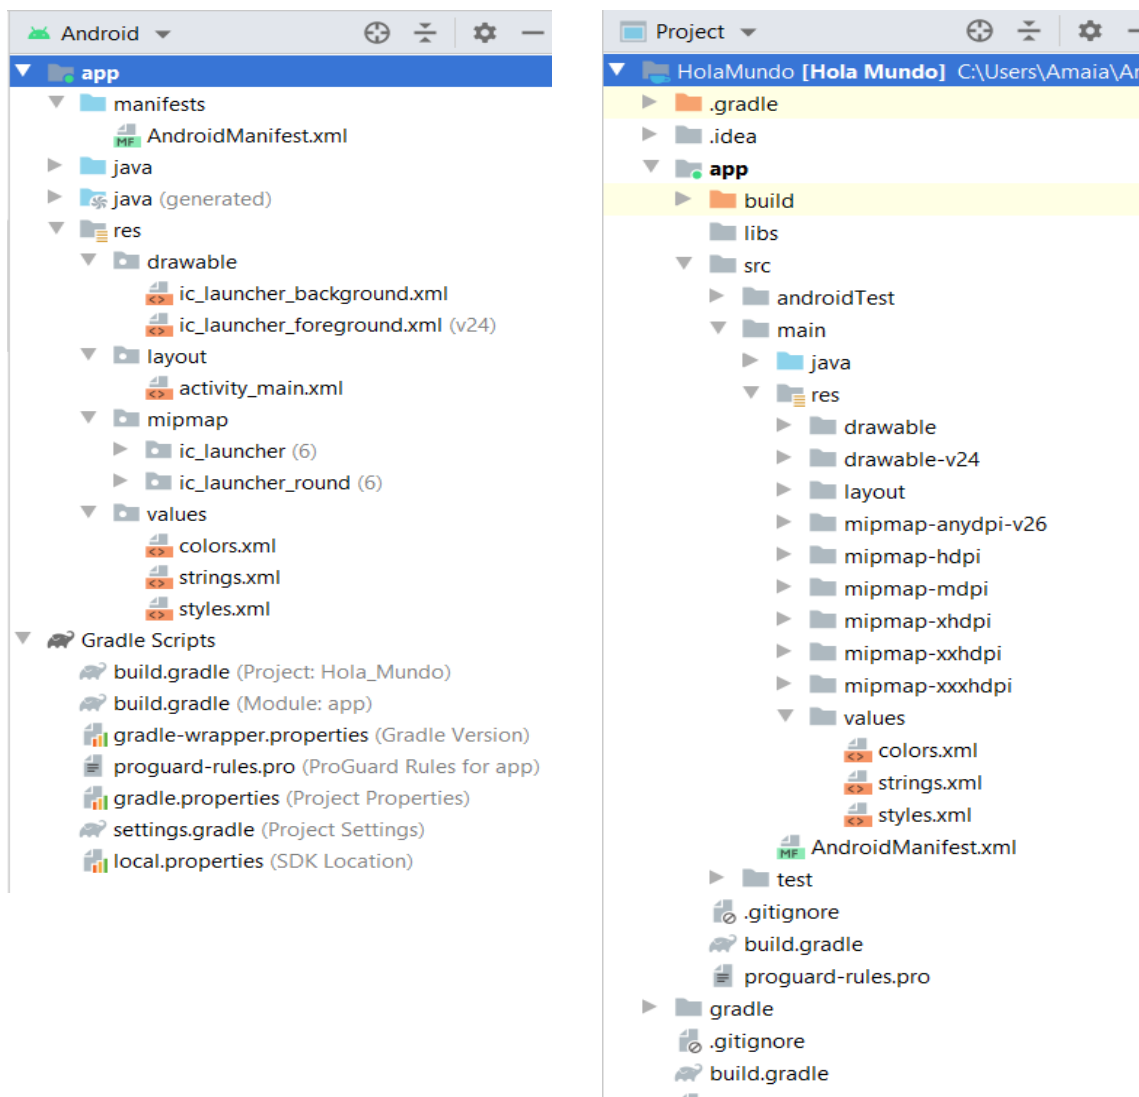 Android
app
manifests
MF AndroidManifest.xml
java
java (generated)
res
drawable
<> ic_launcher_background.xml
<> ic_launcher_foreground.xml (v24)
layout
<> activity_main.xml
mipmap
ic_launcher (6)
ic_launcher_round (6)
values
<> colors.xml
<> strings.xml
<> styles.xml
Gradle Scripts
build.gradle (Project: Hola_Mundo)
build.gradle (Module: app)
gradle-wrapper.properties (Gradle Version)
proguard-rules.pro (ProGuard Rules for app)
gradle.properties (Project Properties)
settings.gradle (Project Settings)
local.properties (SDK Location)
Project
HolaMundo [Hola Mundo] C:\Users\Amaia\Ar
.gradle
.idea
app
build
libs
src
androidTest
main
java
res
drawable
drawable-v24
layout
mipmap-anydpi-v26
mipmap-hdpi
mipmap-mdpi
mipmap-xhdpi
mipmap-xxhdpi
mipmap-xxxhdpi
values
<> colors.xml
<> strings.xml
<> styles.xml
MF AndroidManifest.xml
test
.gitignore
build.gradle
proguard-rules.pro
gradle
.gitignore
build.gradle